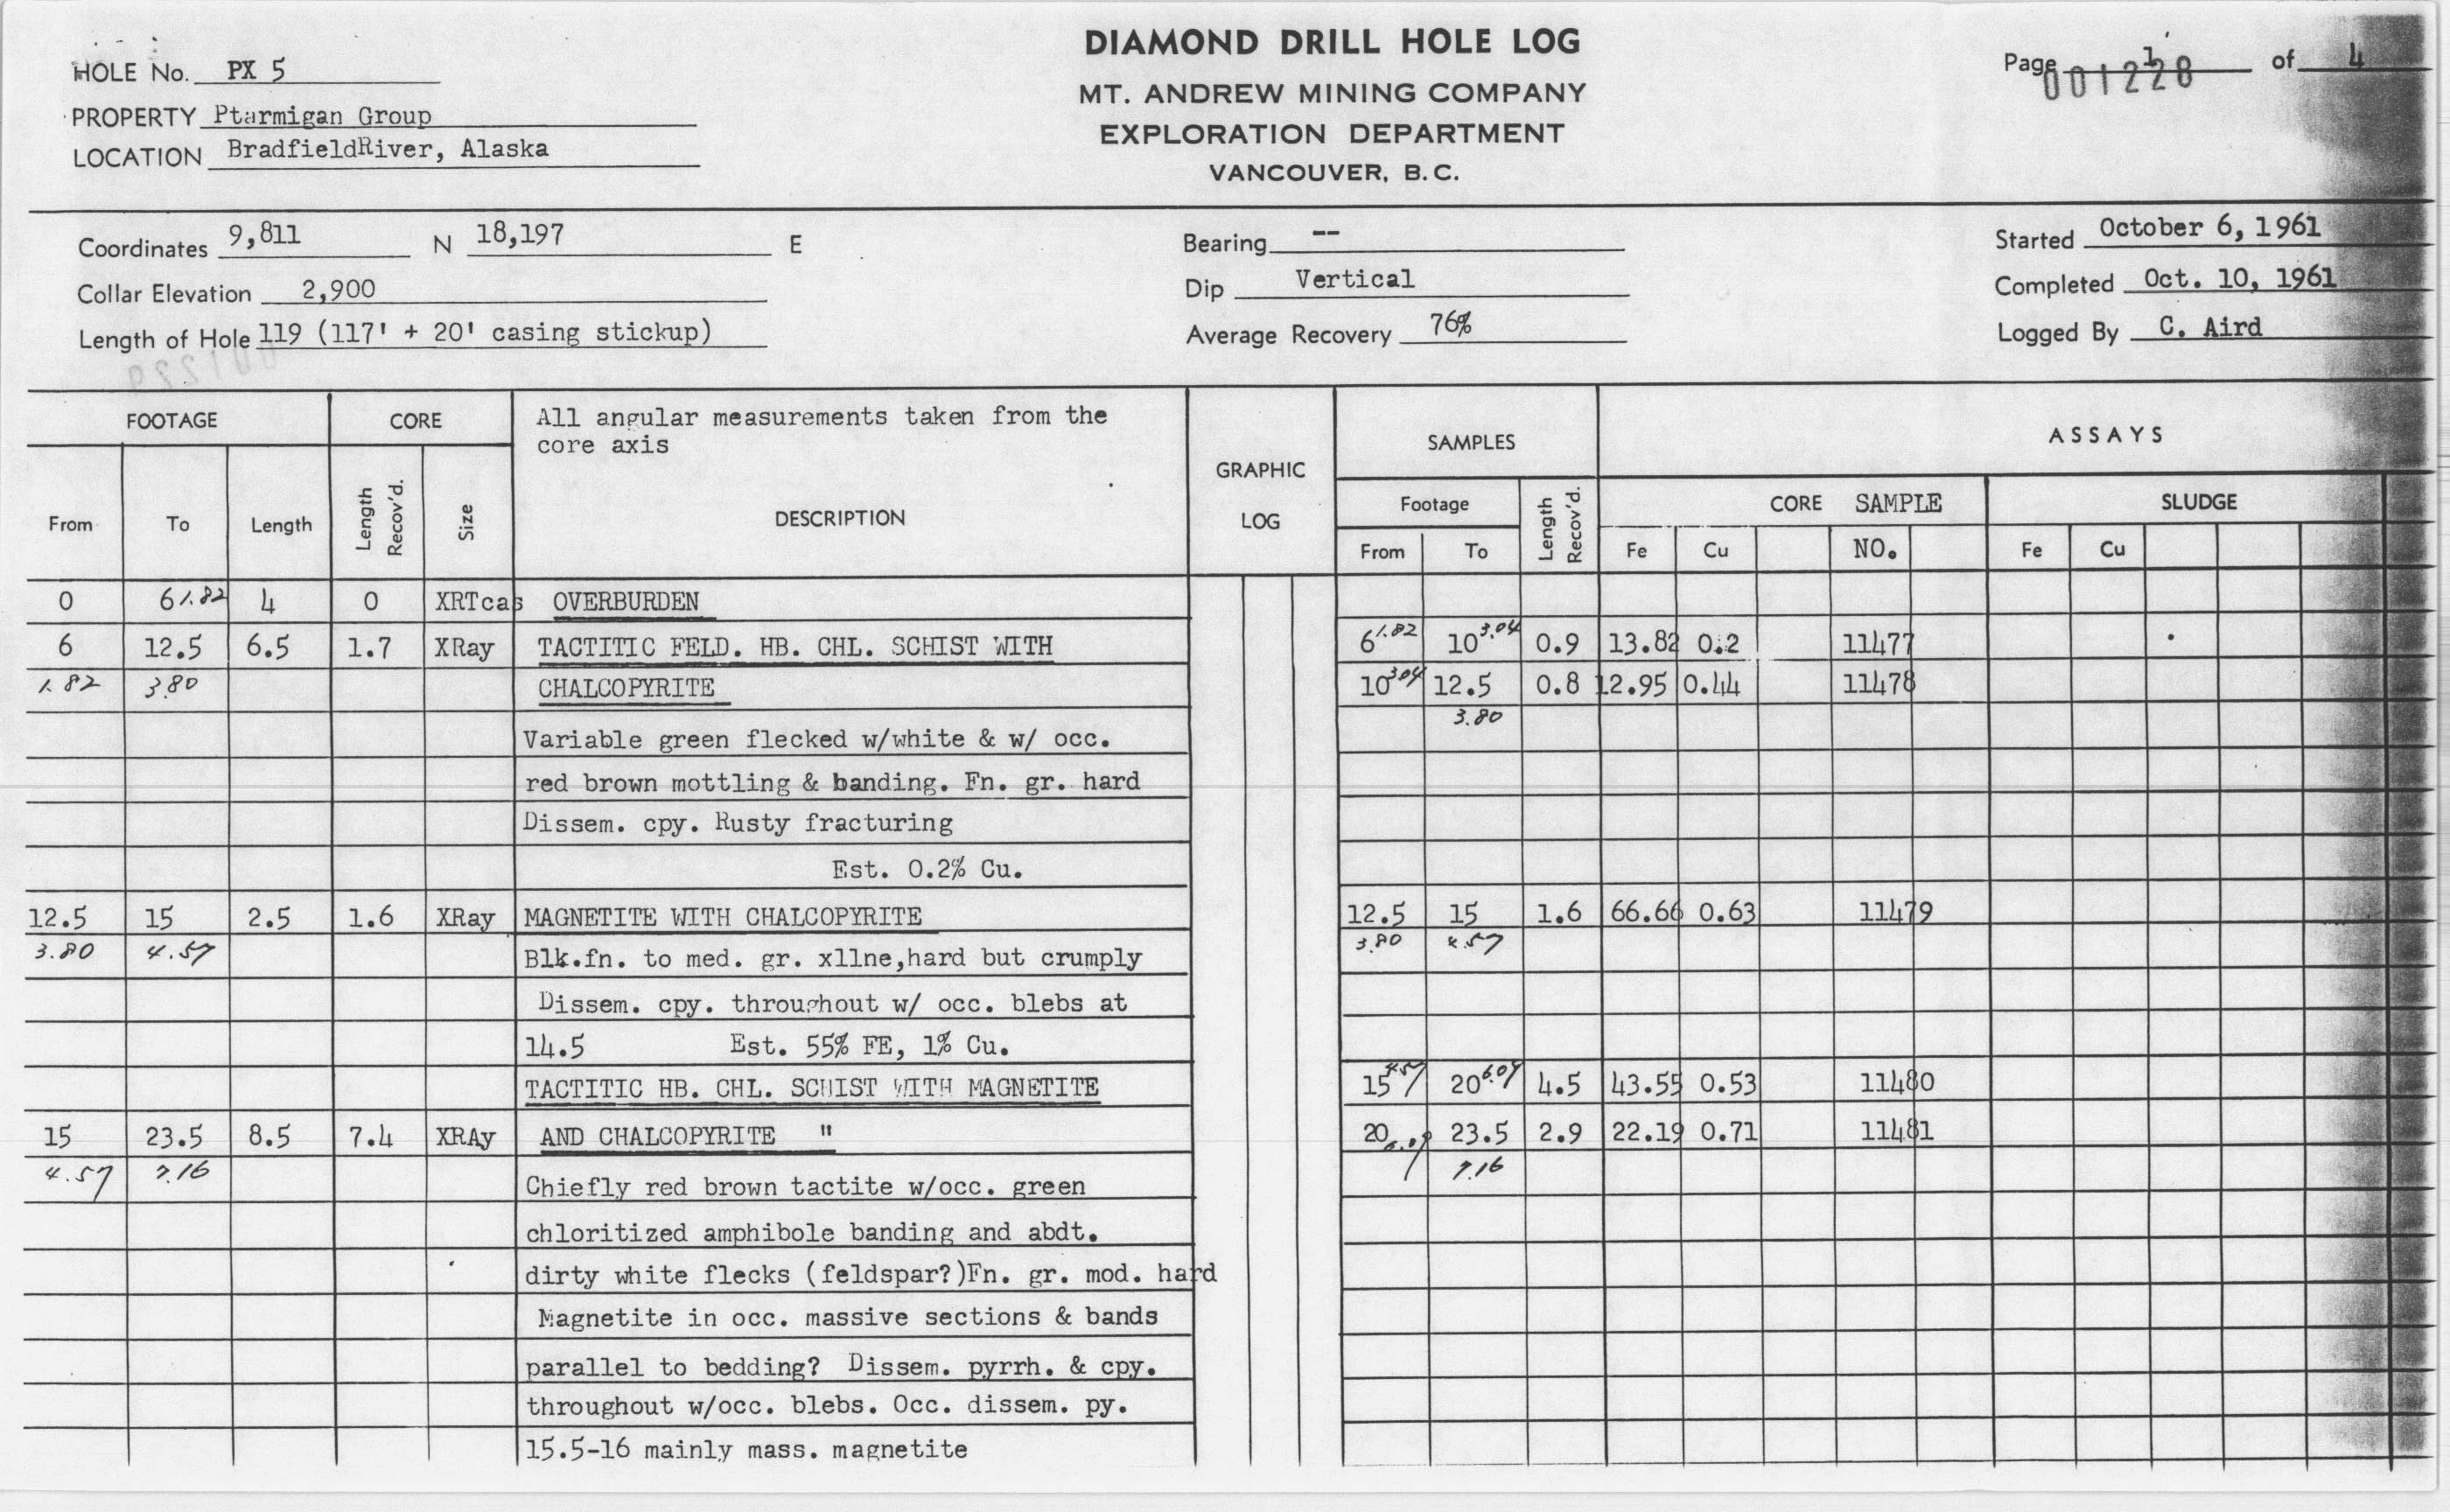 HOLE No. PX 5
PROPERTY Ptarmigan Group
LOCATION BradfieldRiver, Alaska
DIAMOND DRILL HOLE LOG
MT. ANDREW MINING COMPANY
EXPLORATION DEPARTMENT
VANCOUVER, B.C.
Page 1 of 4
001228
Coordinates 9,811 N 18,197 E
Collar Elevation 2,900
Length of Hole 119 (117' + 20' casing stickup)
Bearing --
Dip Vertical
Average Recovery 76%
Started October 6, 1961
Completed Oct. 10, 1961
Logged By C. Aird
FOOTAGE CORE All angular measurements taken from the
core axis
GRAPHIC LOG SAMPLES ASSAYS
From To Length Length Recov'd. Size DESCRIPTION Footage From To Length Recov'd. CORE SAMPLE Fe Cu NO. SLUDGE Fe Cu
0 6 1.82 4 0 XRTcas OVERBURDEN
6 12.5 6.5 1.7 XRay TACTITIC FELD. HB. CHL. SCHIST WITH 6 1.82 10 3.04 0.9 13.82 0.2 11477
1.82 3.80 CHALCOPYRITE 10 3.04 12.5 0.8 12.95 0.44 11478
3.80
Variable green flecked w/white & w/ occ.
red brown mottling & banding. Fn. gr. hard
Dissem. cpy. Rusty fracturing
Est. 0.2% Cu.
12.5 15 2.5 1.6 XRay MAGNETITE WITH CHALCOPYRITE 12.5 15 1.6 66.66 0.63 11479
3.80 4.57 Blk.fn. to med. gr. xllne,hard but crumply 3.80 4.57
Dissem. cpy. throughout w/ occ. blebs at
14.5 Est. 55% FE, 1% Cu.
TACTITIC HB. CHL. SCHIST WITH MAGNETITE 15 4.57 20 6.09 4.5 43.55 0.53 11480
15 23.5 8.5 7.4 XRAy AND CHALCOPYRITE " 20 6.09 23.5 2.9 22.19 0.71 11481
4.57 7.16 7.16
Chiefly red brown tactite w/occ. green
chloritized amphibole banding and abdt.
dirty white flecks (feldspar?)Fn. gr. mod. hard
Magnetite in occ. massive sections & bands
parallel to bedding? Dissem. pyrrh. & cpy.
throughout w/occ. blebs. Occ. dissem. py.
15.5-16 mainly mass. magnetite